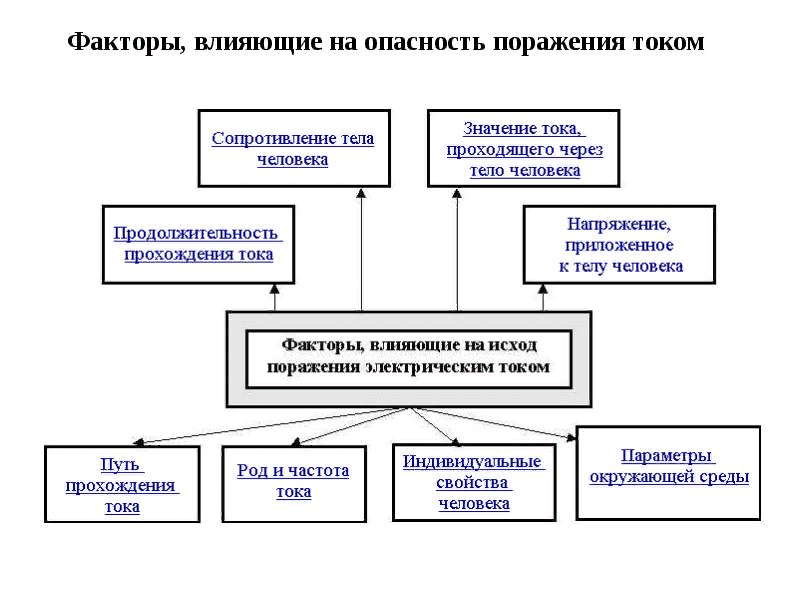 Факторы, влияющие на опасность поражения током
Сопротивление тела
человека
Значение тока,
проходящего через
тело человека
Продолжительность
прохождения тока
Напряжение,
приложенное
к телу человека
Факторы, влияющие на исход
поражения электрическим током
Путь
прохождения
тока
Род и частота
тока
Индивидуальные
свойства
человека
Параметры
окружающей среды